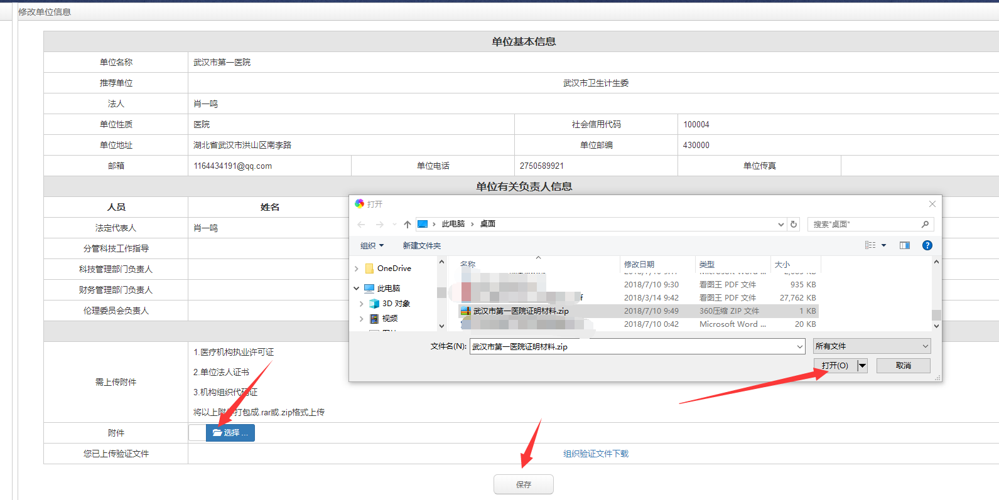 修改单位信息
单位基本信息
单位名称 武汉市第一医院
推荐单位 武汉市卫生计生委
法人 肖一鸣
单位性质 医院 社会信用代码 100004
单位地址 湖北省武汉市洪山区南李路 单位邮编 430000
邮箱 1164434191@qq.com 单位电话 2750589921 单位传真
单位有关负责人信息
人员 姓名
法定代表人 肖一鸣
分管科技工作指导
科技管理部门负责人
财务管理部门负责人
伦理委员会负责人
需上传附件
1.医疗机构执业许可证
2.单位法人证书
3.机构组织代码证
将以上附件打包成.rar或.zip格式上传
附件 选择 ...
您已上传验证文件 组织验证文件下载
保存
打开
此电脑 桌面
搜索"桌面"
组织 新建文件夹
OneDrive
此电脑
3D 对象
视频
名称 修改日期 类型 大小
2018/7/10 9:30 看图王 PDF 文件 935 KB
f 2018/3/14 9:42 看图王 PDF 文件 27,762 KB
武汉市第一医院证明材料.zip 2018/7/10 9:49 360压缩 ZIP 文件 1 KB
2018/7/10 0:42 Microsoft Word ... 20 KB
文件名(N): 武汉市第一医院证明材料.zip 所有文件
打开(O) 取消